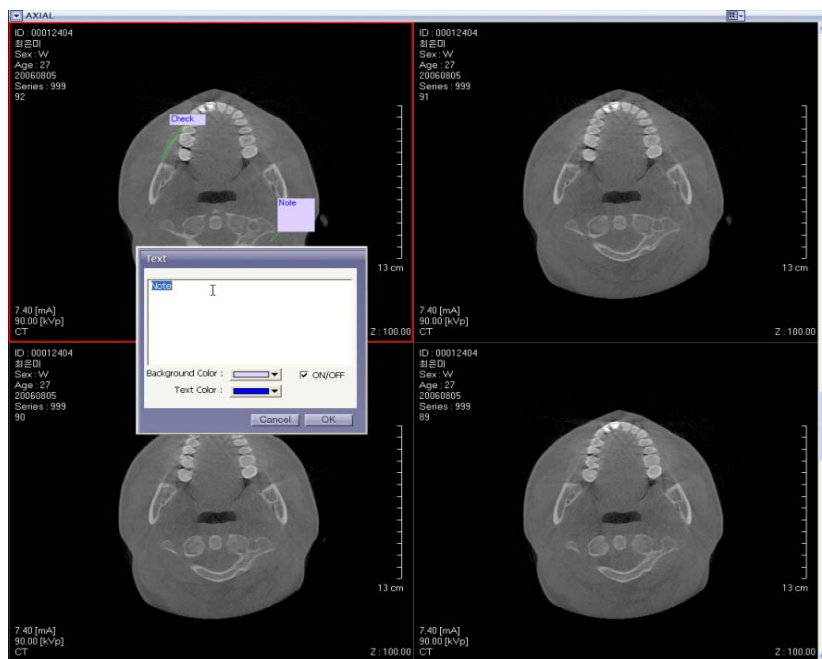 AXIAL
ID : 00012404
최은미
Sex : W
Age : 27
20060805
Series : 999
92
Check
Note
13 cm
7.40 [mA]
90.00 [kVp]
CT
Z : 100.00
ID : 00012404
최은미
Sex : W
Age : 27
20060805
Series : 999
91
13 cm
7.40 [mA]
90.00 [kVp]
CT
Z : 100.00
Text
Note
Background Color :
ON/OFF
Text Color :
Cancel
OK
ID : 00012404
최은미
Sex : W
Age : 27
20060805
Series : 999
90
13 cm
7.40 [mA]
90.00 [kVp]
CT
Z : 100.00
ID : 00012404
최은미
Sex : W
Age : 27
20060805
Series : 999
89
13 cm
7.40 [mA]
90.00 [kVp]
CT
Z : 100.00